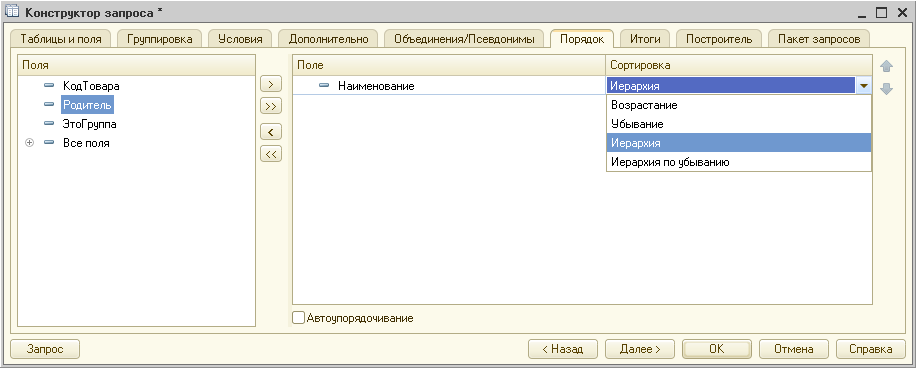 Конструктор запроса *
Таблицы и поля Группировка Условия Дополнительно Объединения/Псевдонимы Порядок Итоги Построитель Пакет запросов
Поля
КодТовара
Родитель
ЭтоГруппа
Все поля
>
>>
<
<<
Поле Сортировка
Наименование Иерархия
Возрастание
Убывание
Иерархия
Иерархия по убыванию
Автоупорядочивание
Запрос < Назад Далее > OK Отмена Справка